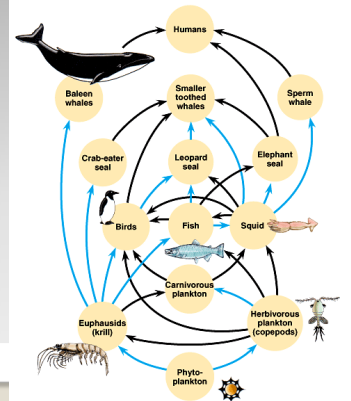 Humans
Baleen
whales
Smaller
toothed
whales
Sperm
whale
Crab-eater
seal
Leopard
seal
Elephant
seal
Birds
Fish
Squid
Carnivorous
plankton
Euphausids
(krill)
Herbivorous
plankton
(copepods)
Phyto-
plankton